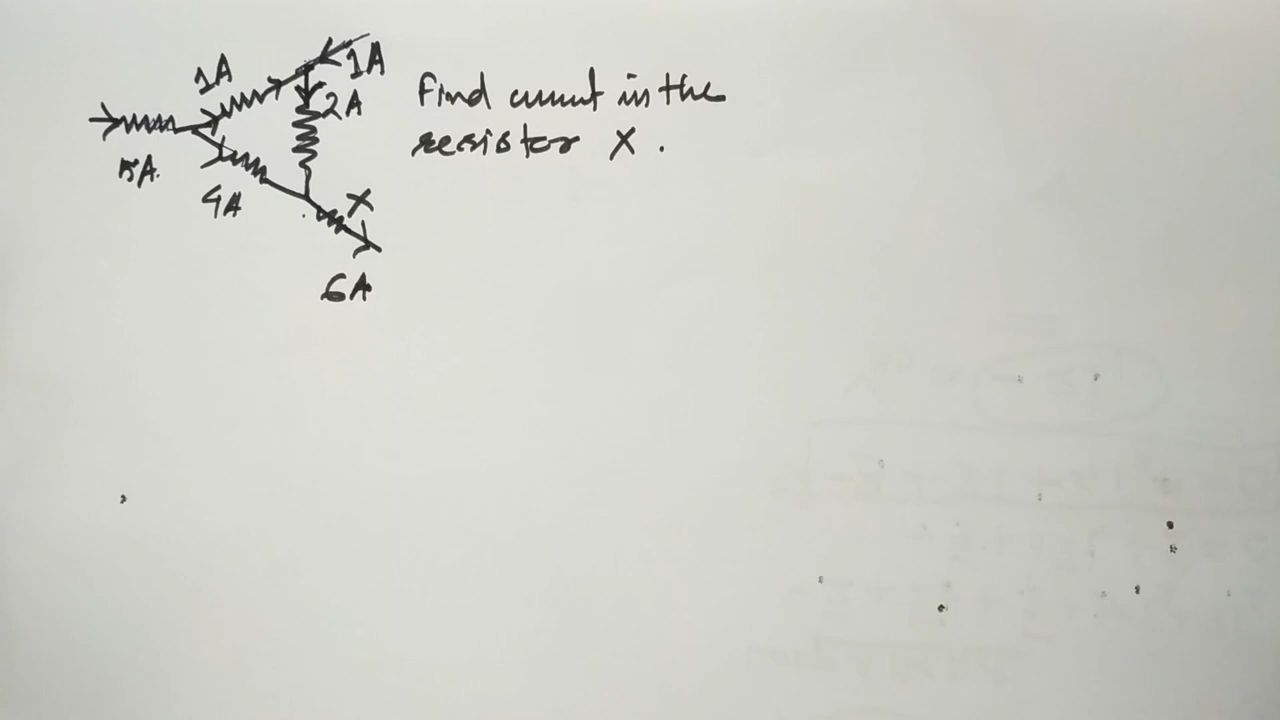 1A
1A
2A
5A.
4A
X
6A
Find current in the
resistor X.